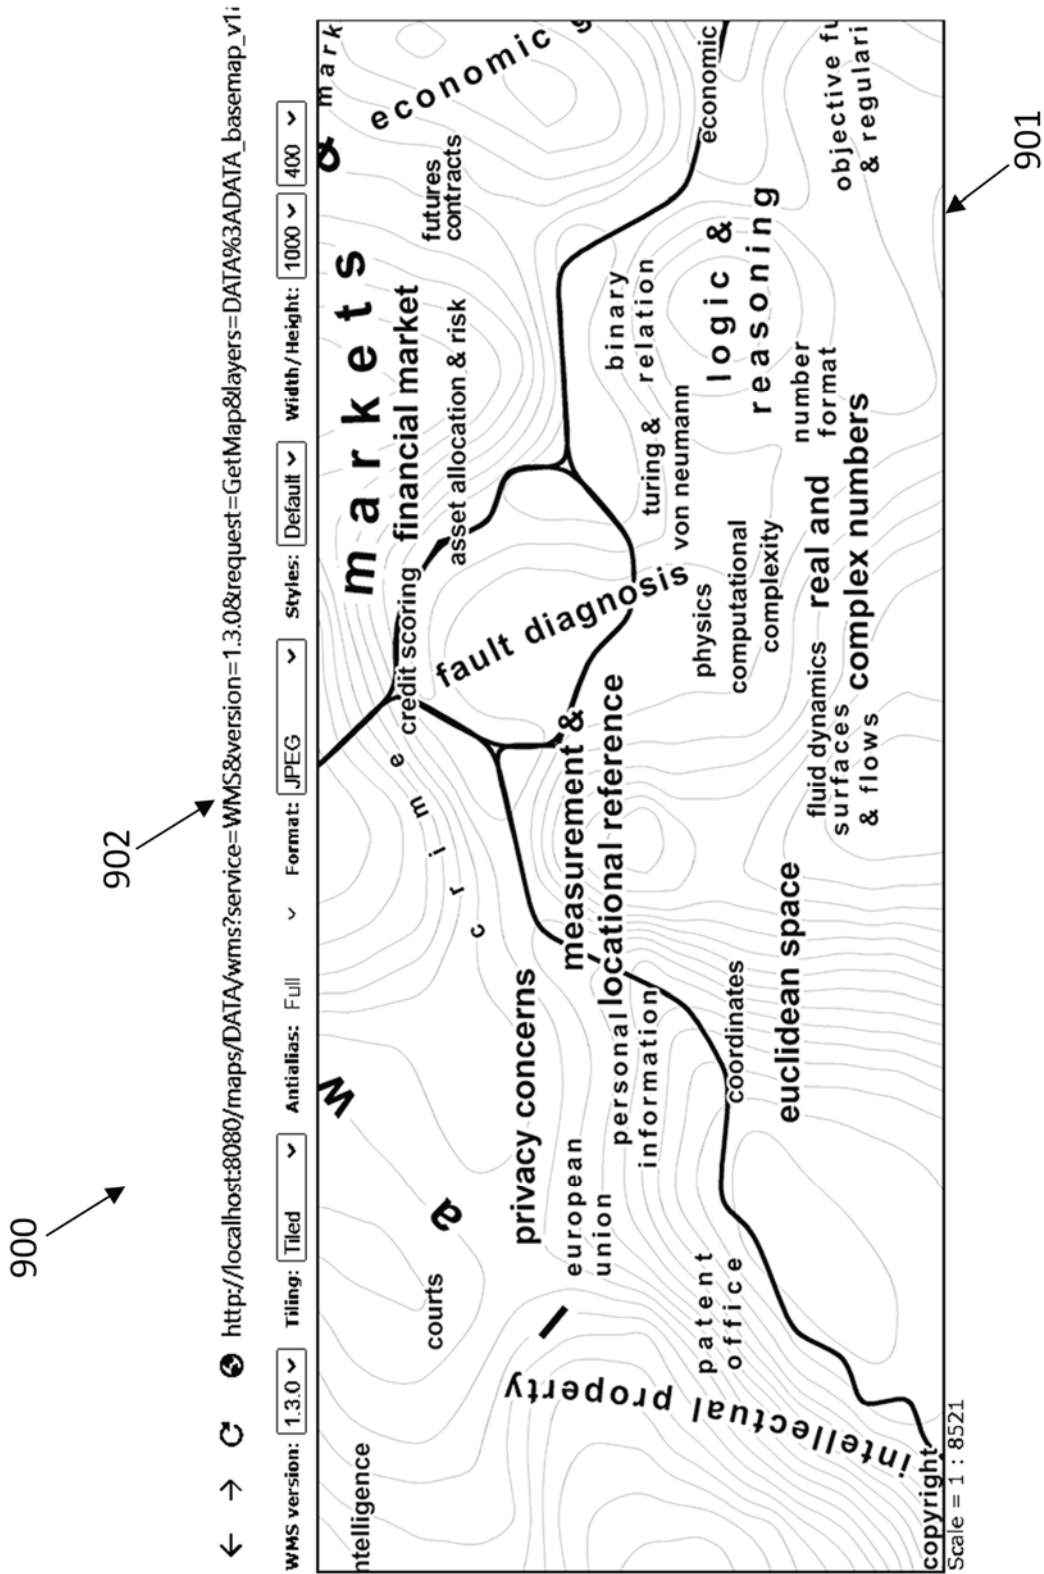 900
902
http://localhost:8080/maps/DATA/wms?service=WMS&version=1.3.0&request=GetMap&layers=DATA%3ADATA_basemap_v1
WMS version: 1.3.0 Tiling: Tiled Antialias: Full Format: JPEG Styles: Default Width/Height: 1000 400
ntelligence
courts
a
w
crime
credit scoring
markets
&
mark
financial market
asset allocation & risk
futures
contracts
economic
fault diagnosis
privacy concerns
european
union
l
intellectual property
personal
information
measurement &
locational reference
patent
office
coordinates
euclidean space
binary
relation
turing &
von neumann
logic &
reasoning
economic
physics
computational
complexity
number
format
real and
complex numbers
fluid dynamics
surfaces
& flows
objective fu
& regulari
copyright
Scale = 1 : 8521
901